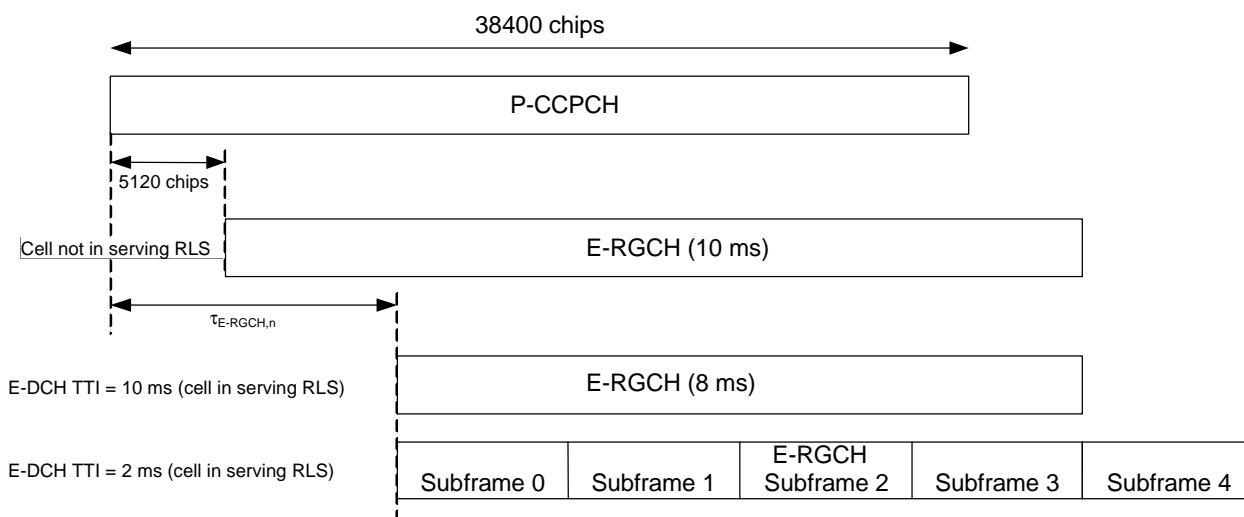 38400 chips
P-CCPCH
5120 chips
Cell not in serving RLS
E-RGCH (10 ms)
τE-RGCH,n
E-DCH TTI = 10 ms (cell in serving RLS)
E-RGCH (8 ms)
E-DCH TTI = 2 ms (cell in serving RLS)
E-RGCH
Subframe 0 Subframe 1 Subframe 2 Subframe 3 Subframe 4